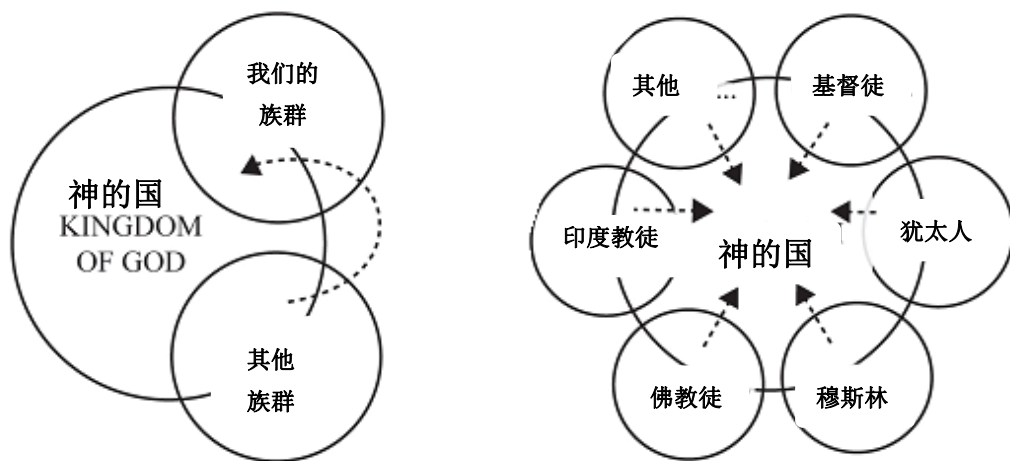 我们的
族群
神的国
KINGDOM
OF GOD
其他
族群
其他
...
基督徒
印度教徒
犹太人
神的国
佛教徒
穆斯林